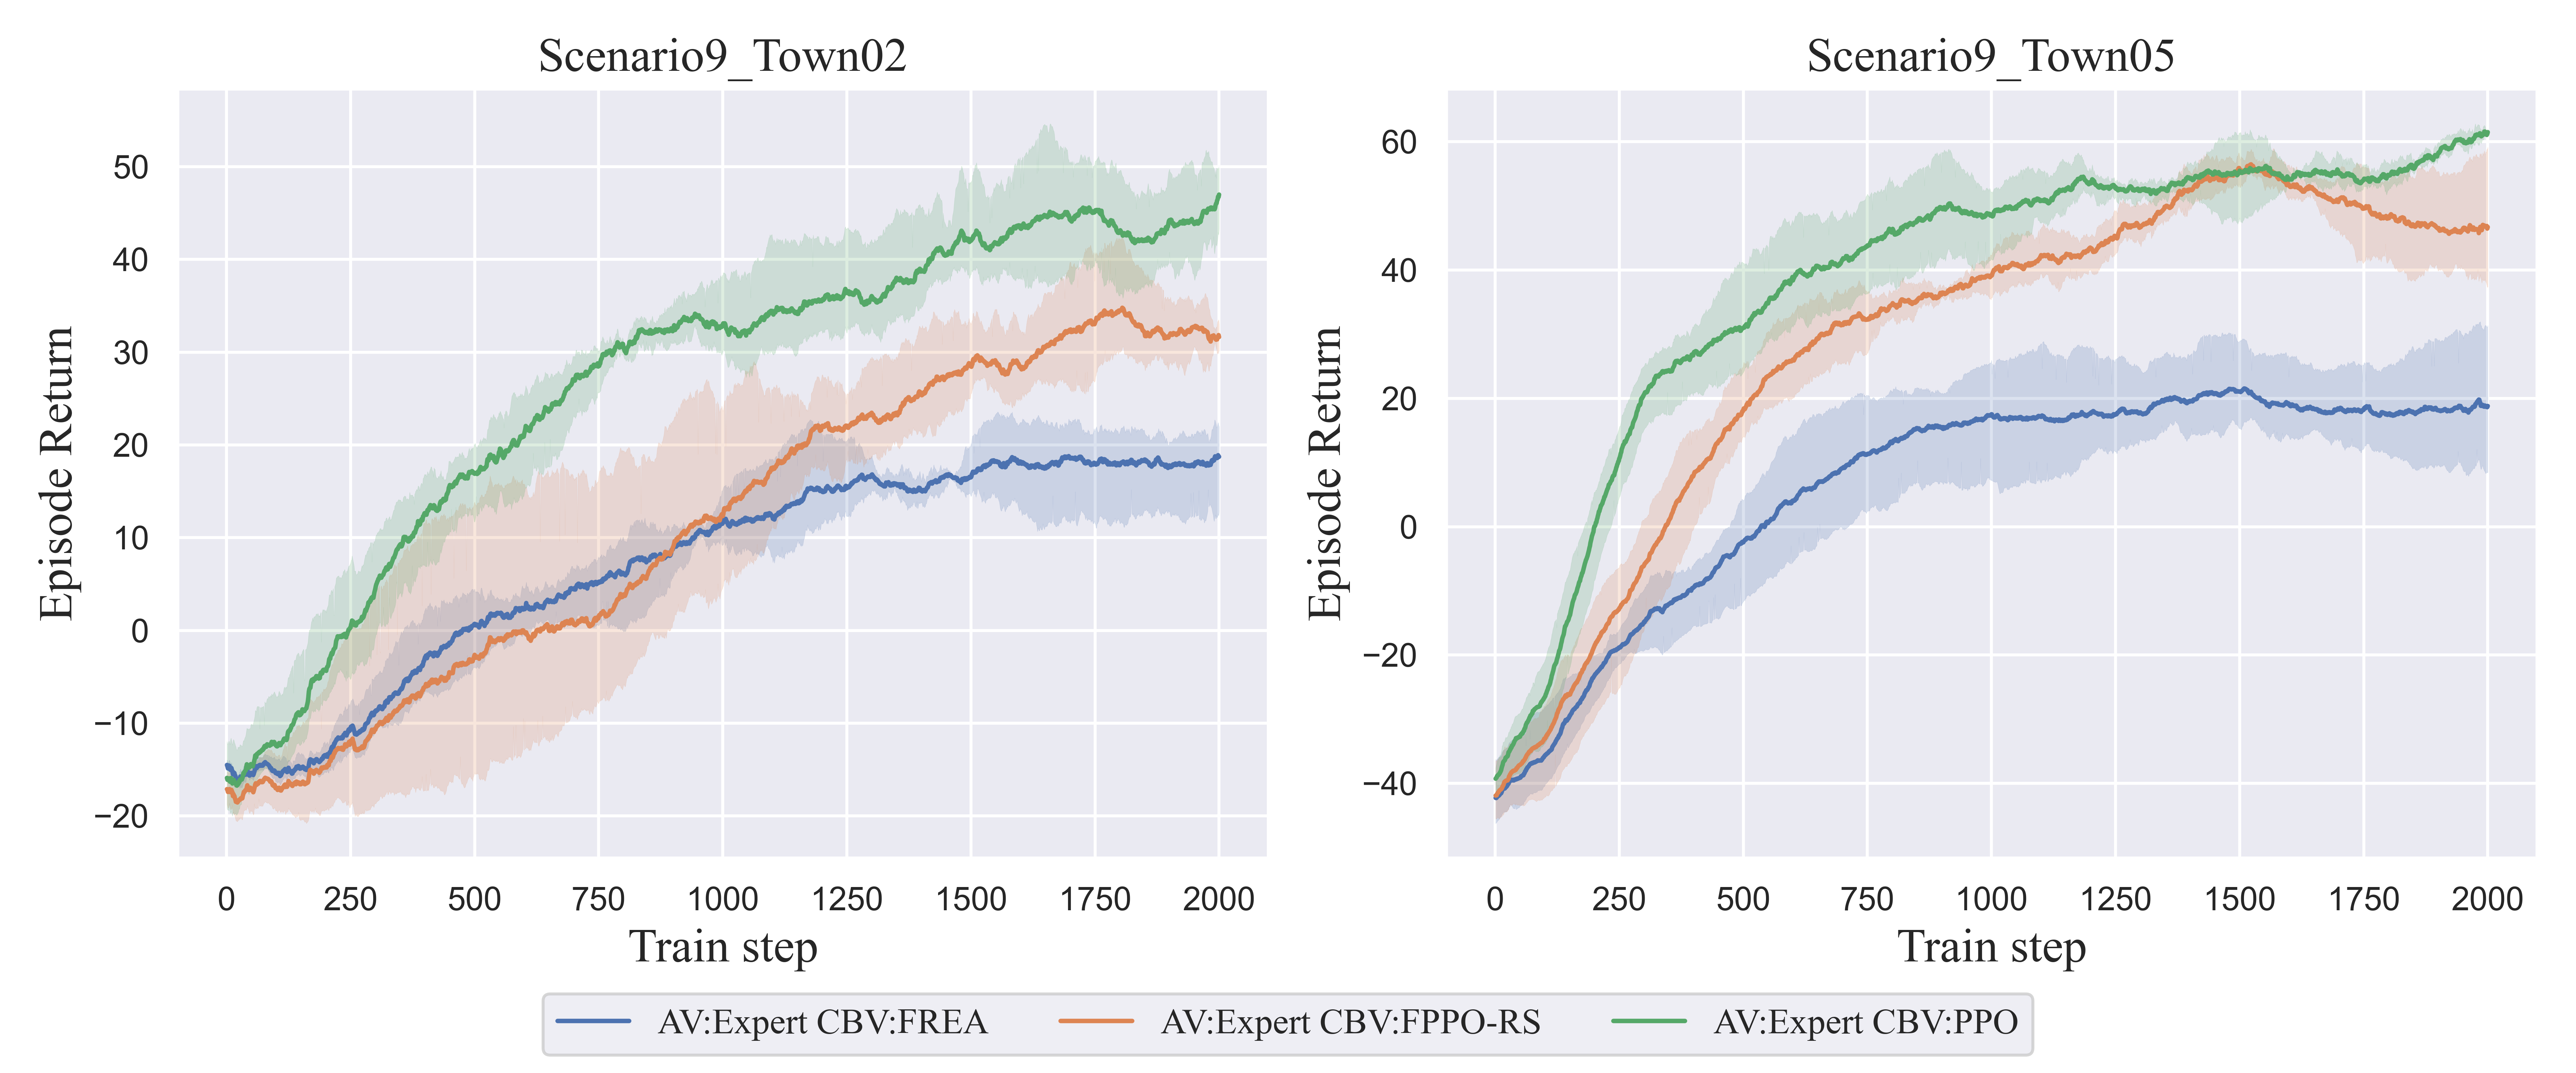 Scenario9_Town02
Episode Return
50
40
30
20
10
0
−10
−20
0 250 500 750 1000 1250 1500 1750 2000
Train step
Scenario9_Town05
Episode Return
60
40
20
0
−20
−40
0 250 500 750 1000 1250 1500 1750 2000
Train step
AV:Expert CBV:FREA AV:Expert CBV:FPPO-RS AV:Expert CBV:PPO